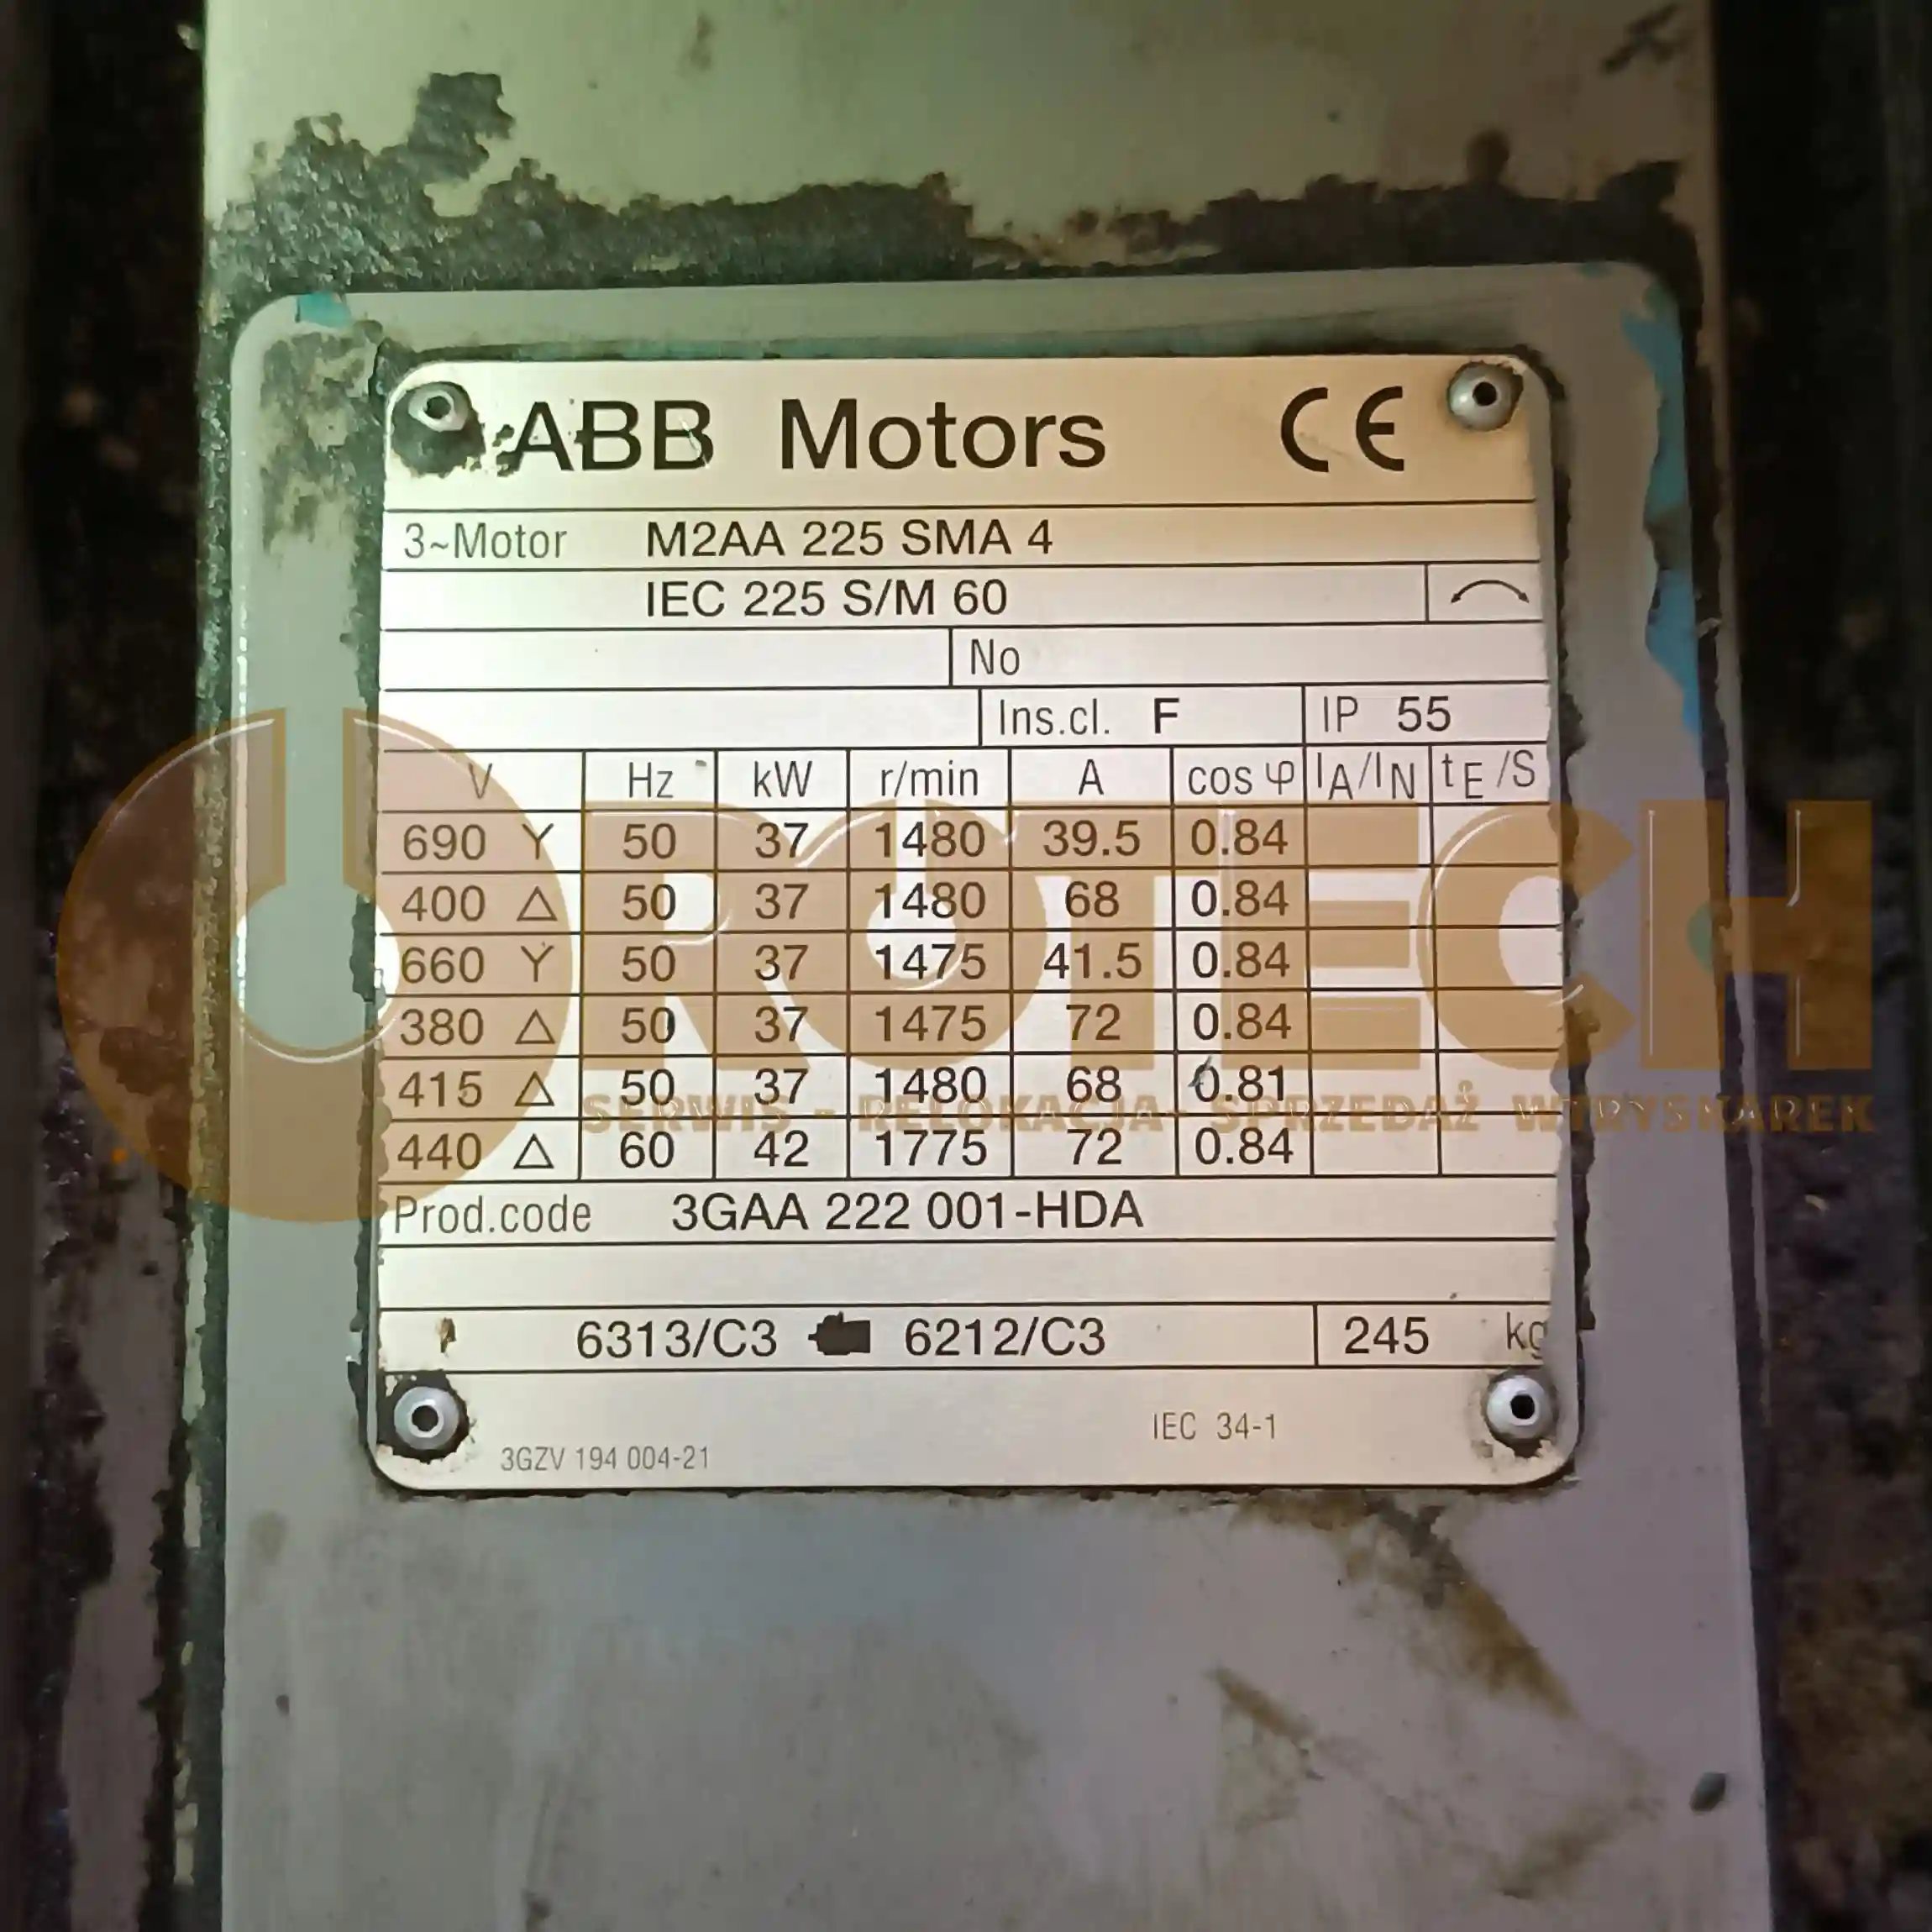 ABB Motors CE
3~Motor M2AA 225 SMA 4
IEC 225 S/M 60
No
Ins.cl. F IP 55
V Hz kW r/min A cos φ IA/IN tE/S
690 Y 50 37 1480 39.5 0.84
400 Δ 50 37 1480 68 0.84
660 Y 50 37 1475 41.5 0.84
380 Δ 50 37 1475 72 0.84
415 Δ 50 37 1480 68 0.81
440 Δ 60 42 1775 72 0.84
Prod.code 3GAA 222 001-HDA
6313/C3 6212/C3 245 kg
IEC 34-1
3GZV 194 004-21
ROTECH
SERWIS - RELOKACJA - SPRZEDAŻ WTRYSKAREK